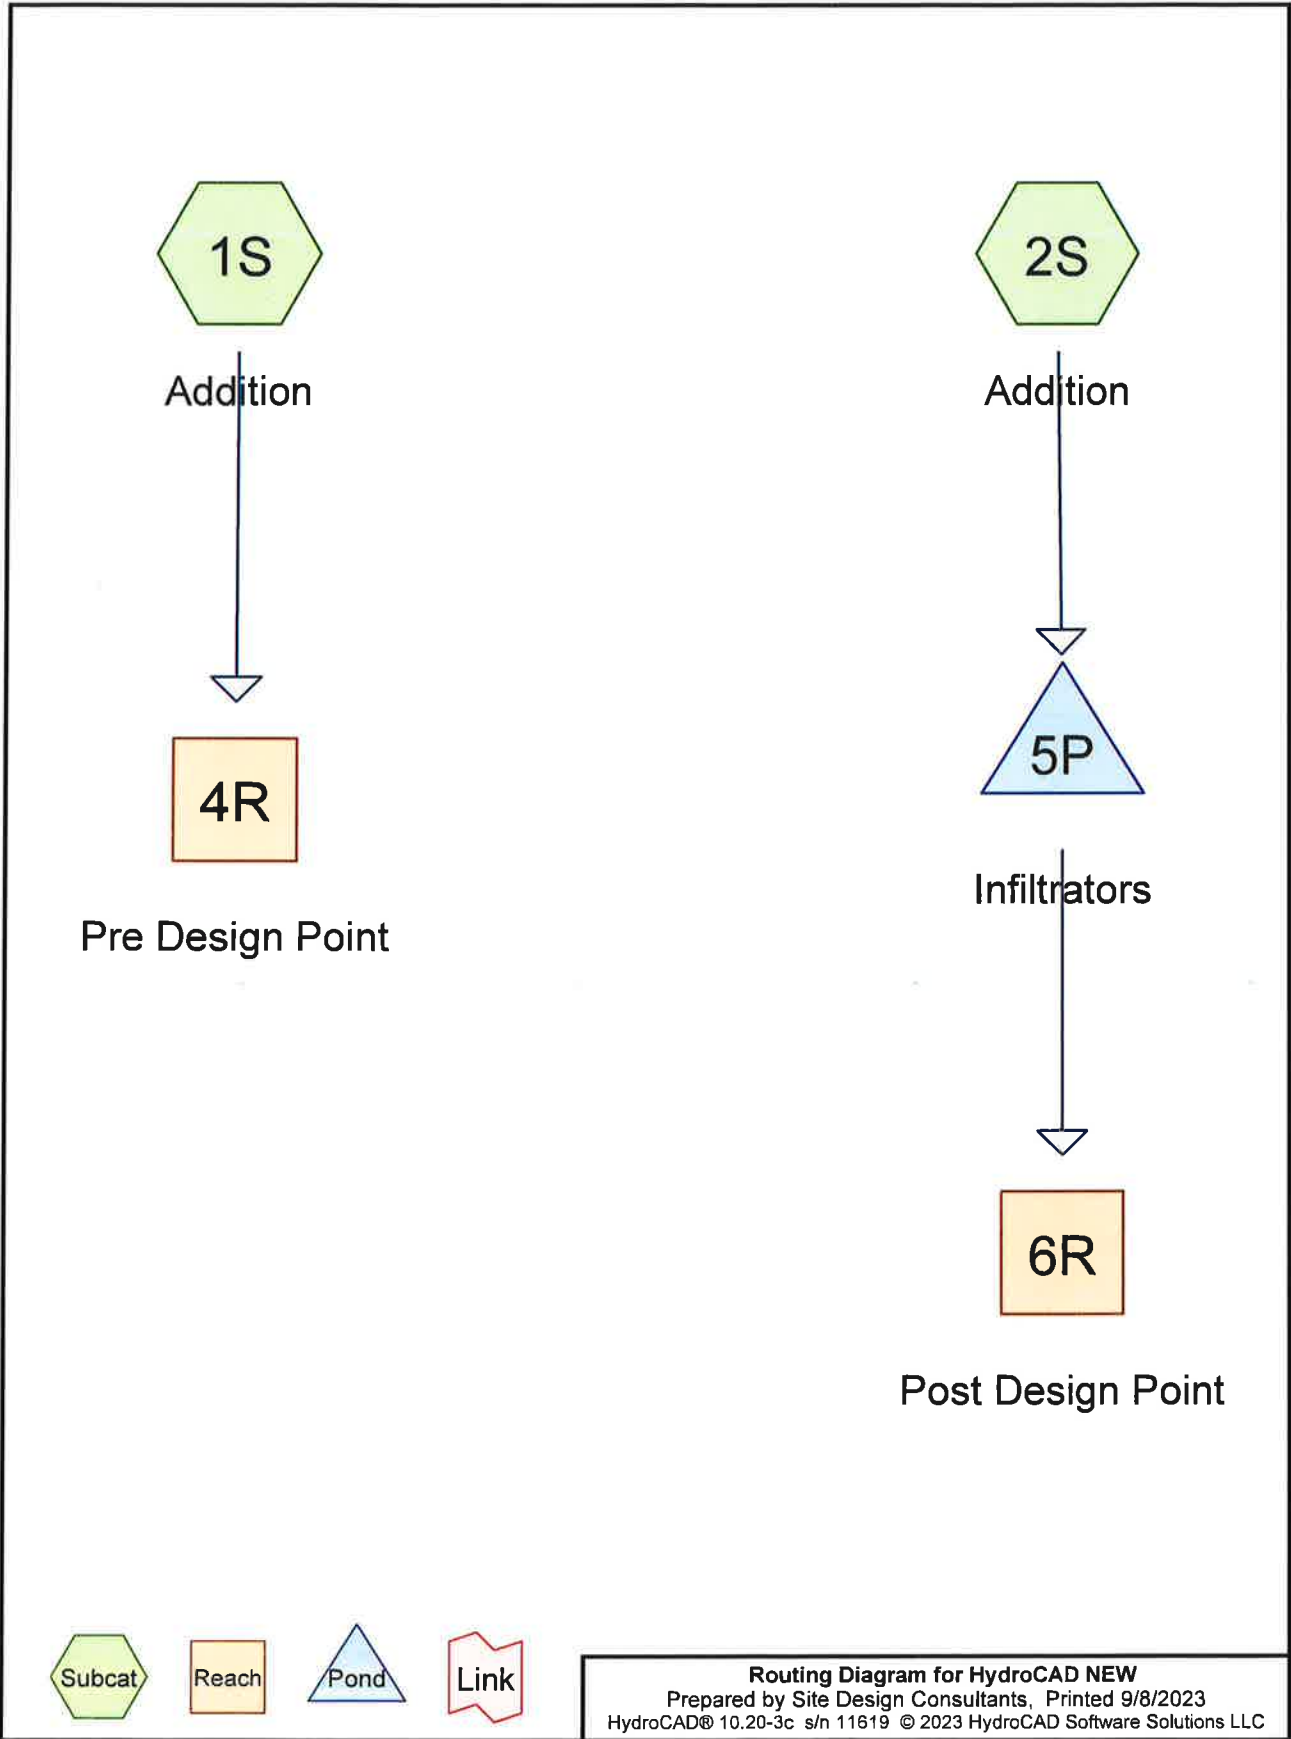 1S
Addition
4R
Pre Design Point
2S
Addition
5P
Infiltrators
6R
Post Design Point
Subcat
Reach
Pond
Link
Routing Diagram for HydroCAD NEW
Prepared by Site Design Consultants, Printed 9/8/2023
HydroCAD® 10.20-3c s/n 11619 © 2023 HydroCAD Software Solutions LLC